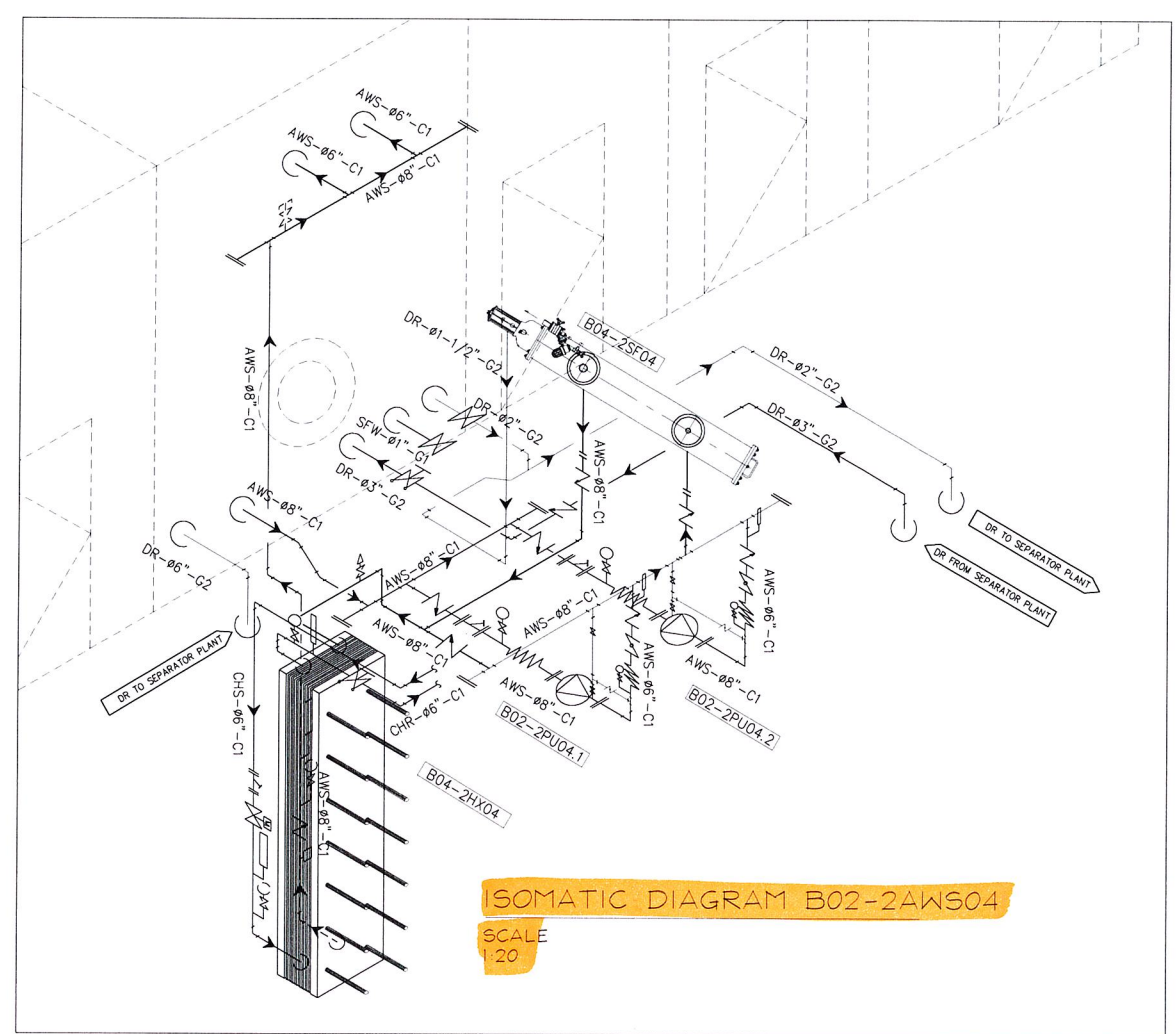 AWS-ø6"-C1
AWS-ø6"-C1
AWS-ø8"-C1
B04-2SF04
DR-ø1-1/2"-G2
DR-ø2"-G2
DR-ø3"-G2
AWS-ø8"-C1
DR-ø2"-G2
SFW-ø1"-G1
DR-ø3"-G2
AWS-ø8"-C1
AWS-ø8"-C1
DR-ø6"-G2
DR TO SEPARATOR PLANT
DR FROM SEPARATOR PLANT
AWS-ø8"-C1
AWS-ø8"-C1
AWS-ø8"-C1
AWS-ø6"-C1
AWS-ø6"-C1
AWS-ø8"-C1
AWS-ø8"-C1
DR TO SEPARATOR PLANT
CHS-ø6"-C1
CHR-ø6"-C1
B02-2PU04.1
B02-2PU04.2
B04-2HX04
AWS-ø8"-C1
M
ISOMATIC DIAGRAM B02-2AWS04
SCALE
1:20